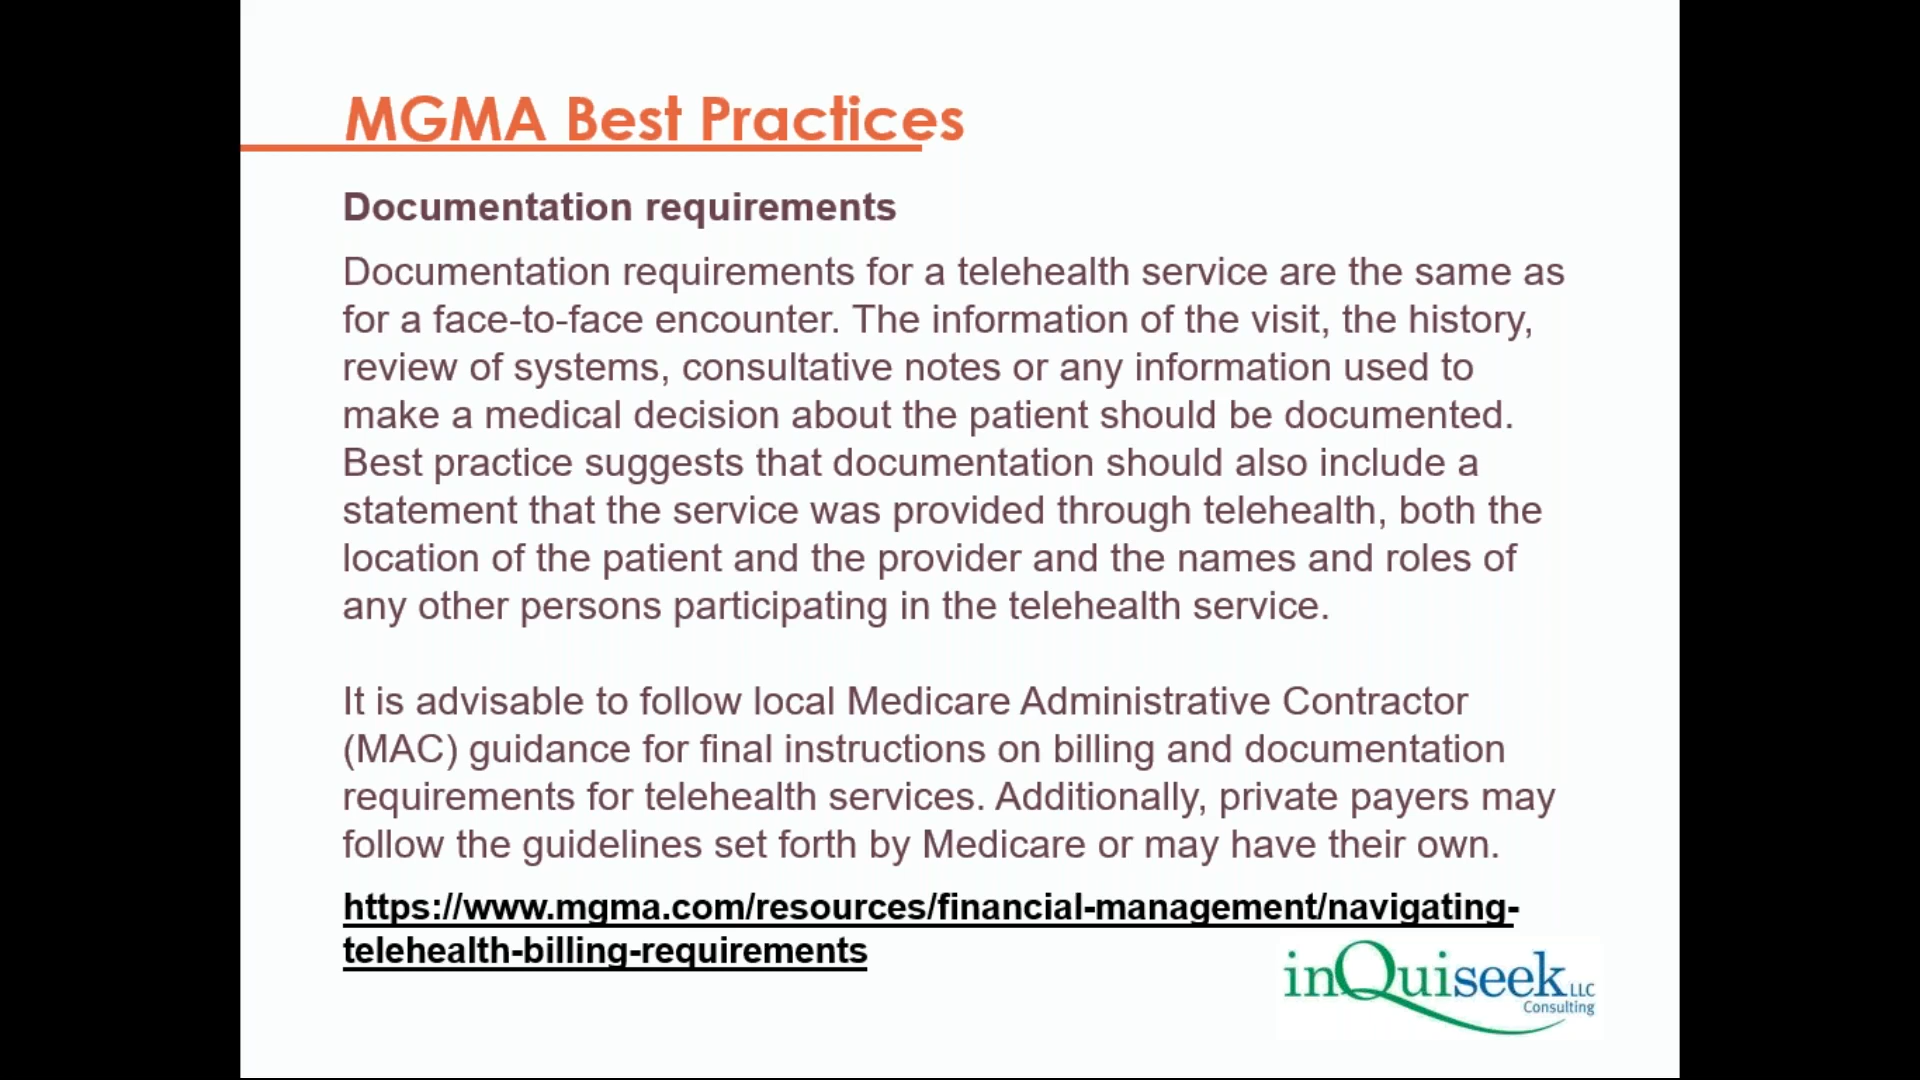 MGMA Best Practices
Documentation requirements
Documentation requirements for a telehealth service are the same as
for a face-to-face encounter. The information of the visit, the history,
review of systems, consultative notes or any information used to
make a medical decision about the patient should be documented.
Best practice suggests that documentation should also include a
statement that the service was provided through telehealth, both the
location of the patient and the provider and the names and roles of
any other persons participating in the telehealth service.
It is advisable to follow local Medicare Administrative Contractor
(MAC) guidance for final instructions on billing and documentation
requirements for telehealth services. Additionally, private payers may
follow the guidelines set forth by Medicare or may have their own.
https://www.mgma.com/resources/financial-management/navigating-
telehealth-billing-requirements
inQuiseek LLC
Consulting